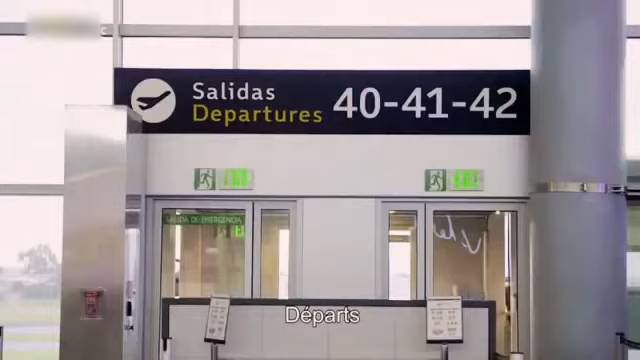 Salidas
Departures
40-41-42
SALIDA DE EMERGENCIA
Départs